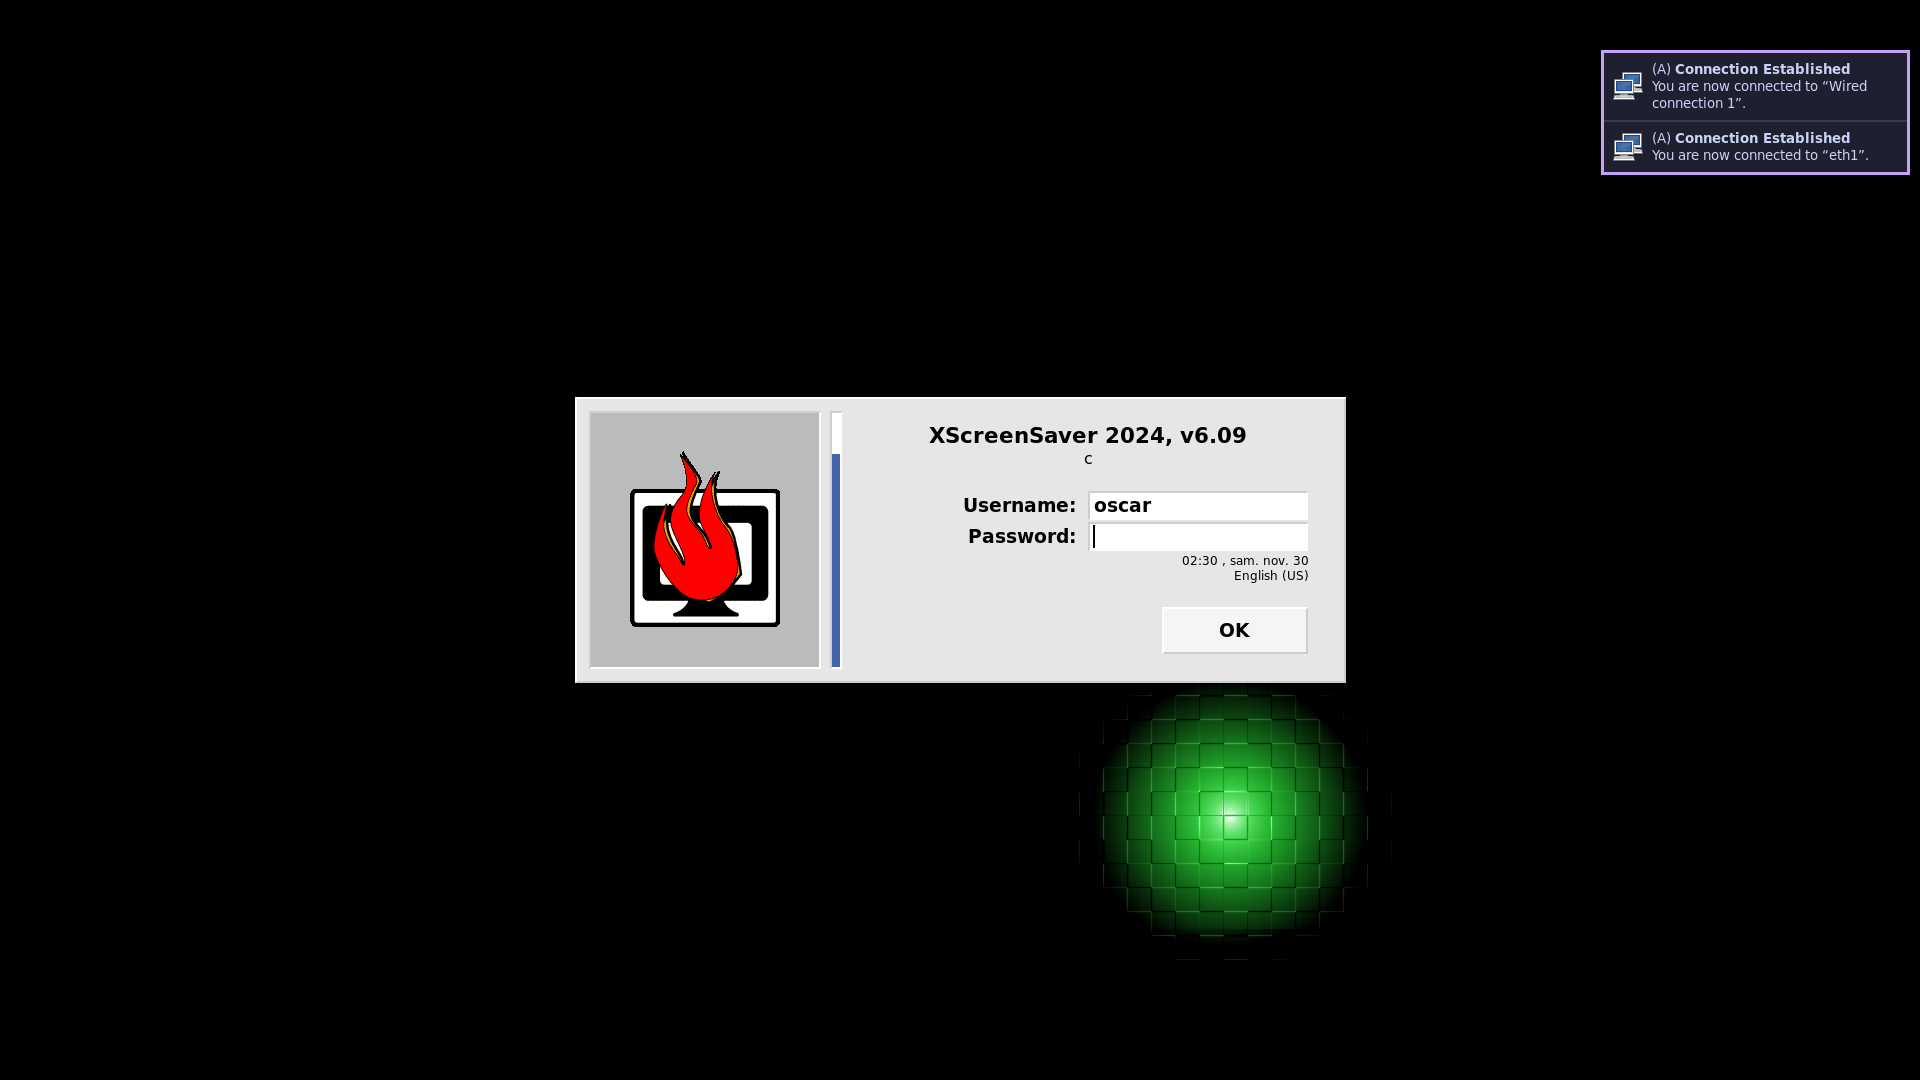 (A) Connection Established
You are now connected to “Wired
connection 1”.
(A) Connection Established
You are now connected to “eth1”.
XScreenSaver 2024, v6.09
c
Username: oscar
Password:
02:30 , sam. nov. 30
English (US)
OK